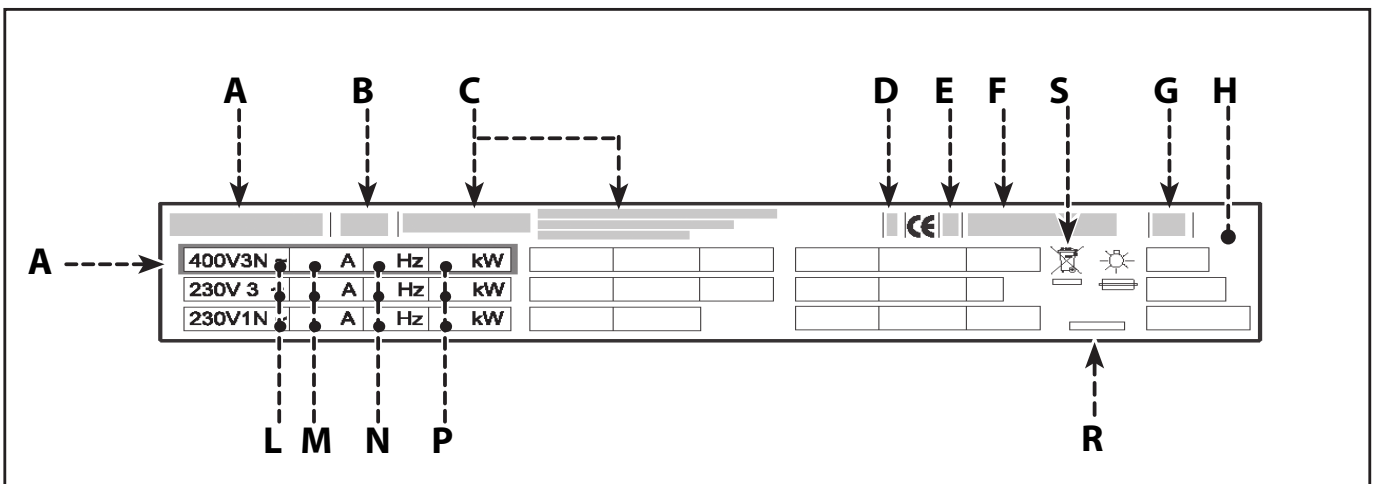 A B C D E F S G H
CE
A
400V3N ~ A Hz kW
230V 3 ~ A Hz kW
230V1N ~ A Hz kW
L M N P R